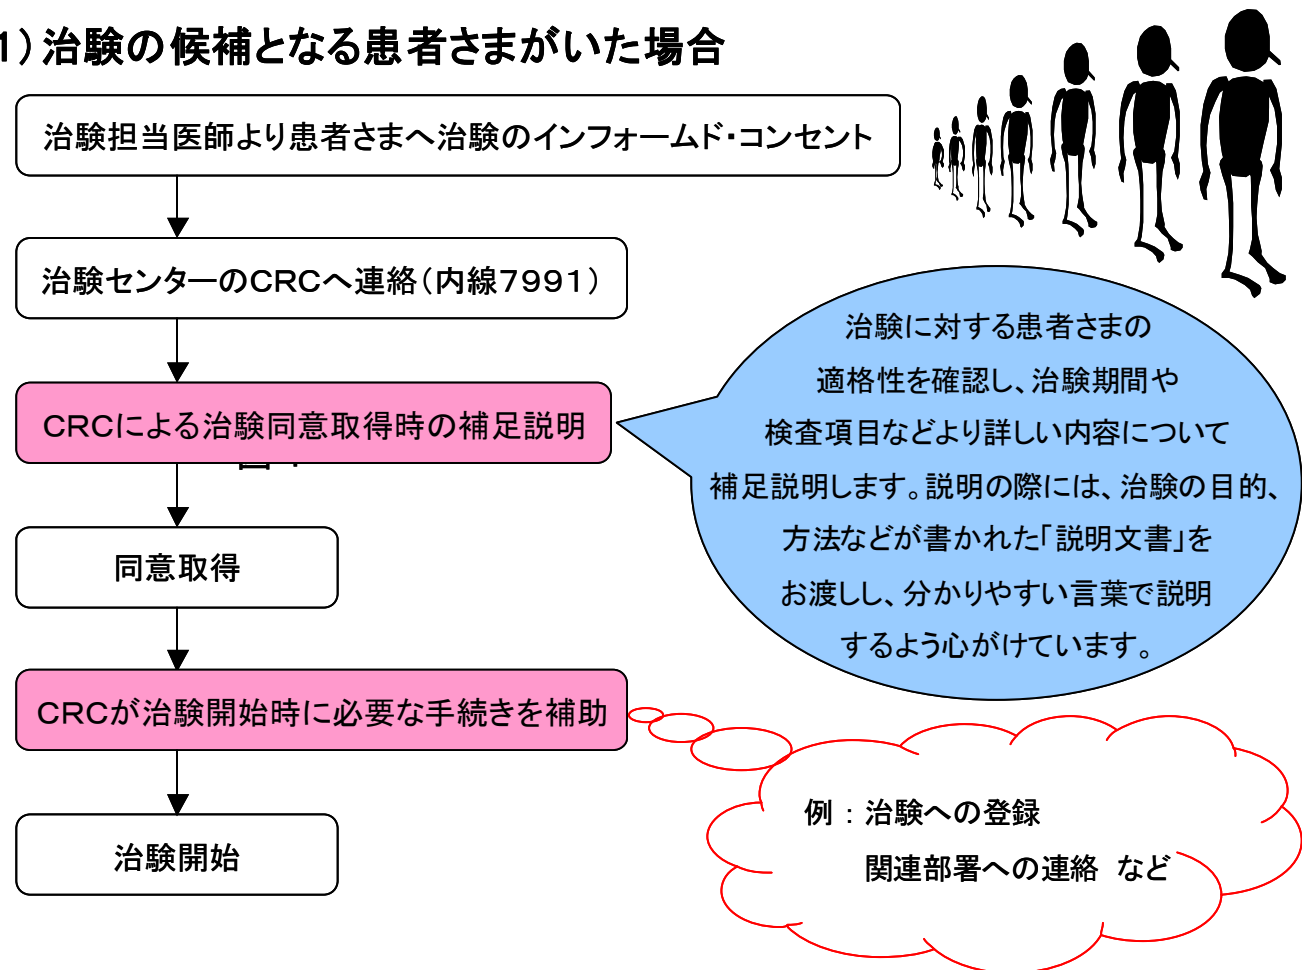 1）治験の候補となる患者さまがいた場合
治験担当医師より患者さまへ治験のインフォームド・コンセント
治験センターのＣＲＣへ連絡（内線７９９１）
ＣＲＣによる治験同意取得時の補足説明
同意取得
ＣＲＣが治験開始時に必要な手続きを補助
治験開始
治験に対する患者さまの
適格性を確認し、治験期間や
検査項目などより詳しい内容について
補足説明します。説明の際には、治験の目的、
方法などが書かれた「説明文書」を
お渡しし、分かりやすい言葉で説明
するよう心がけています。
例：治験への登録
関連部署への連絡 など